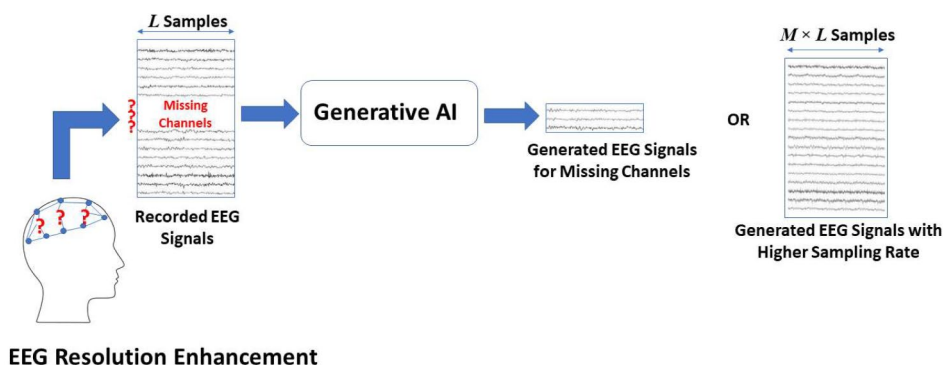 L Samples
? ? ?
Missing
Channels
Generative AI
Generated EEG Signals
for Missing Channels
OR
M × L Samples
Generated EEG Signals with
Higher Sampling Rate
? ? ?
Recorded EEG
Signals
EEG Resolution Enhancement